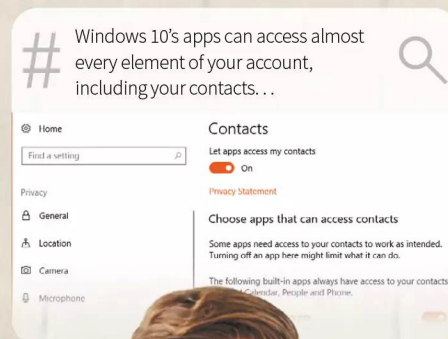 #
Windows 10's apps can access almost
every element of your account,
including your contacts...
Home
Find a setting
Privacy
General
Location
Camera
Microphone
Contacts
Let apps access my contacts
On
Privacy Statement
Choose apps that can access contacts
Some apps need access to your contacts to work as intended.
Turning off an app here might limit what it can do.
The following built-in apps always have access to your contacts
Calendar, People and Phone.